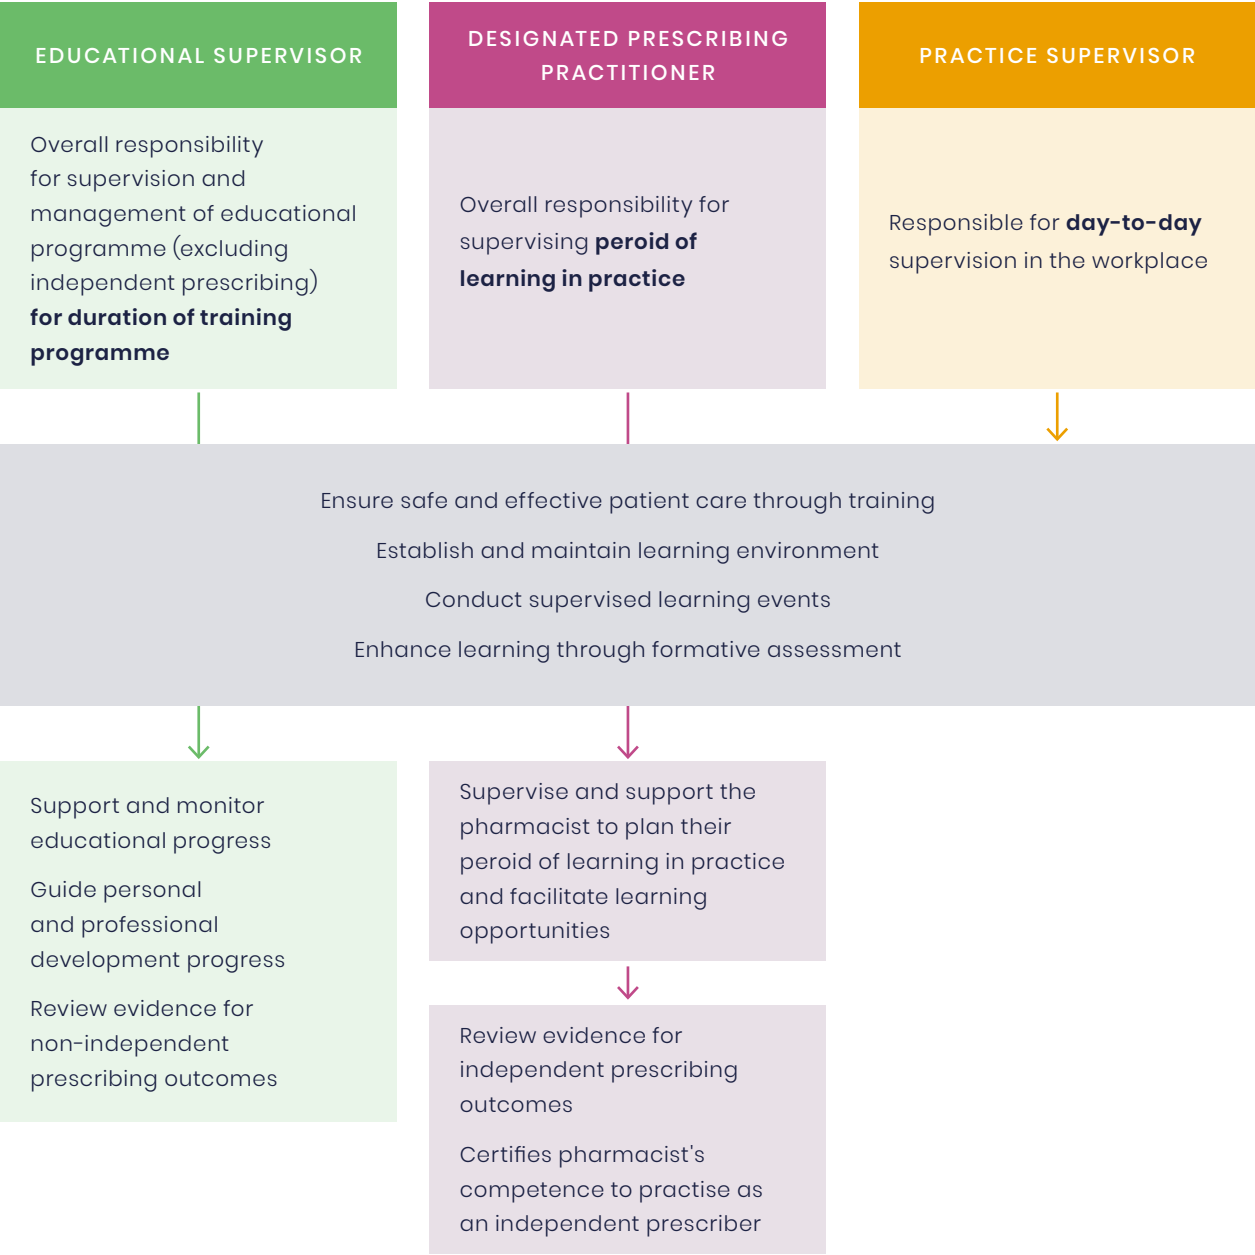 EDUCATIONAL SUPERVISOR
Overall responsibility
for supervision and
management of educational
programme (excluding
independent prescribing)
for duration of training
programme
DESIGNATED PRESCRIBING
PRACTITIONER
Overall responsibility for
supervising peroid of
learning in practice
PRACTICE SUPERVISOR
Responsible for day-to-day
supervision in the workplace
Ensure safe and effective patient care through training
Establish and maintain learning environment
Conduct supervised learning events
Enhance learning through formative assessment
Support and monitor
educational progress
Guide personal
and professional
development progress
Review evidence for
non-independent
prescribing outcomes
Supervise and support the
pharmacist to plan their
peroid of learning in practice
and facilitate learning
opportunities
Review evidence for
independent prescribing
outcomes
Certifies pharmacist's
competence to practise as
an independent prescriber